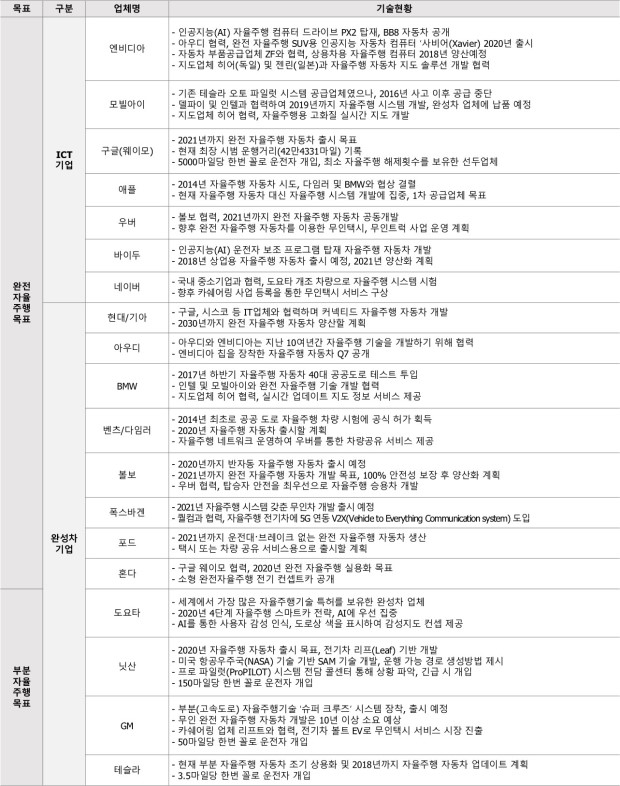 목표 구분 업체명 기술현황
완전
자율
주행
목표
ICT
기업
엔비디아
- 인공지능(AI) 자율주행 컴퓨터 드라이브 PX2 탑재, BB8 자동차 공개
- 아우디 협력, 완전 자율주행 SUV용 인공지능 자동차 컴퓨터 '사비어(Xavier) 2020년 출시
- 자동차 부품공급업체 ZF와 협력, 상용차용 자율주행 컴퓨터 2018년 양산예정
- 지도업체 히어(독일) 및 젠린(일본)과 자율주행 자동차 지도 솔루션 개발 협력
모빌아이
- 기존 테슬라 오토 파일럿 시스템 공급업체였으나, 2016년 사고 이후 공급 중단
- 델파이 및 인텔과 협력하여 2019년까지 자율주행 시스템 개발, 완성차 업체에 납품 예정
- 지도업체 히어 협력, 자율주행용 고화질 실시간 지도 개발
구글(웨이모)
- 2021년까지 완전 자율주행 자동차 출시 목표
- 현재 최장 시범 운행거리(42만4331마일) 기록
- 5000마일당 한번 꼴로 운전자 개입, 최소 자율주행 해제횟수를 보유한 선두업체
애플
- 2014년 자율주행 자동차 시도, 다임러 및 BMW와 협상 결렬
- 현재 자율주행 자동차 대신 자율주행 시스템 개발에 집중, 1차 공급업체 목표
우버
- 볼보 협력, 2021년까지 완전 자율주행 자동차 공동개발
- 향후 완전 자율주행 자동차를 이용한 무인택시, 무인트럭 사업 운영 계획
바이두
- 인공지능(AI) 운전자 보조 프로그램 탑재 자율주행 자동차 개발
- 2018년 상업용 자율주행 자동차 출시 예정, 2021년 양산화 계획
네이버
- 국내 중소기업과 협력, 도요타 개조 차량으로 자율주행 시스템 시험
- 향후 카쉐어링 사업 등록을 통한 무인택시 서비스 구상
완성차
기업
현대/기아
- 구글, 시스코 등 IT업체와 협력하며 커넥티드 자율주행 자동차 개발
- 2030년까지 완전 자율주행 자동차 양산할 계획
아우디
- 아우디와 엔비디아는 지난 10여년간 자율주행 기술을 개발하기 위해 협력
- 엔비디아 칩을 장착한 자율주행 자동차 Q7 공개
BMW
- 2017년 하반기 자율주행 자동차 40대 공공도로 테스트 투입
- 인텔 및 모빌아이와 완전 자율주행 기술 개발 협력
- 지도업체 히어 협력, 실시간 업데이트 지도 정보 서비스 제공
벤츠/다임러
- 2014년 최초로 공공 도로 자율주행 차량 시험에 공식 허가 획득
- 2020년 자율주행 자동차 출시할 계획
- 자율주행 네트워크 운영하여 우버를 통한 차량공유 서비스 제공
볼보
- 2020년까지 반자동 자율주행 자동차 출시 예정
- 2021년까지 완전 자율주행 자동차 개발 목표, 100% 안전성 보장 후 양산화 계획
- 우버 협력, 탑승자 안전을 최우선으로 자율주행 승용차 개발
폭스바겐
- 2021년 자율주행 시스템 갖춘 무인차 개발 출시 예정
- 퀄컴과 협력, 자율주행 전기차에 5G 연동 V2X(Vehicle to Everything Communication system) 도입
포드
- 2021년까지 운전대·브레이크 없는 완전 자율주행 자동차 생산
- 택시 또는 차량 공유 서비스용으로 출시할 계획
혼다
- 구글 웨이모 협력, 2020년 완전 자율주행 실용화 목표
- 소형 완전자율주행 전기 컨셉트카 공개
부분
자율
주행
목표
도요타
- 세계에서 가장 많은 자율주행기술 특허를 보유한 완성차 업체
- 2020년 4단계 자율주행 스마트카 전략, AI에 우선 집중
- AI를 통한 사용자 감성 인식, 도로상 색을 표시하여 감성지도 컨셉 제공
닛산
- 2020년 자율주행 자동차 출시 목표, 전기차 리프(Leaf) 기반 개발
- 미국 항공우주국(NASA) 기술 기반 SAM 기술 개발, 운행 가능 경로 생성방법 제시
- 프로 파일럿(ProPILOT) 시스템 전담 콜센터 통해 상황 파악, 긴급 시 개입
- 150마일당 한번 꼴로 운전자 개입
GM
- 부분(고속도로) 자율주행기술 '슈퍼 크루즈' 시스템 장착, 출시 예정
- 무인 완전 자율주행 자동차 개발은 10년 이상 소요 예상
- 카쉐어링 업체 리프트와 협력, 전기차 볼트 EV로 무인택시 서비스 시장 진출
- 50마일당 한번 꼴로 운전자 개입
테슬라
- 현재 부분 자율주행 자동차 조기 상용화 및 2018년까지 자율주행 자동차 업데이트 계획
- 3.5마일당 한번 꼴로 운전자 개입